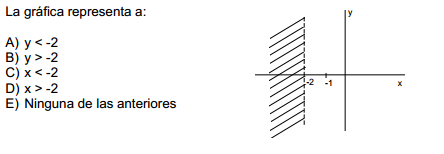 La gráfica representa a:
A) y < -2
B) y > -2
C) x < -2
D) x > -2
E) Ninguna de las anteriores
y
-2 -1 x